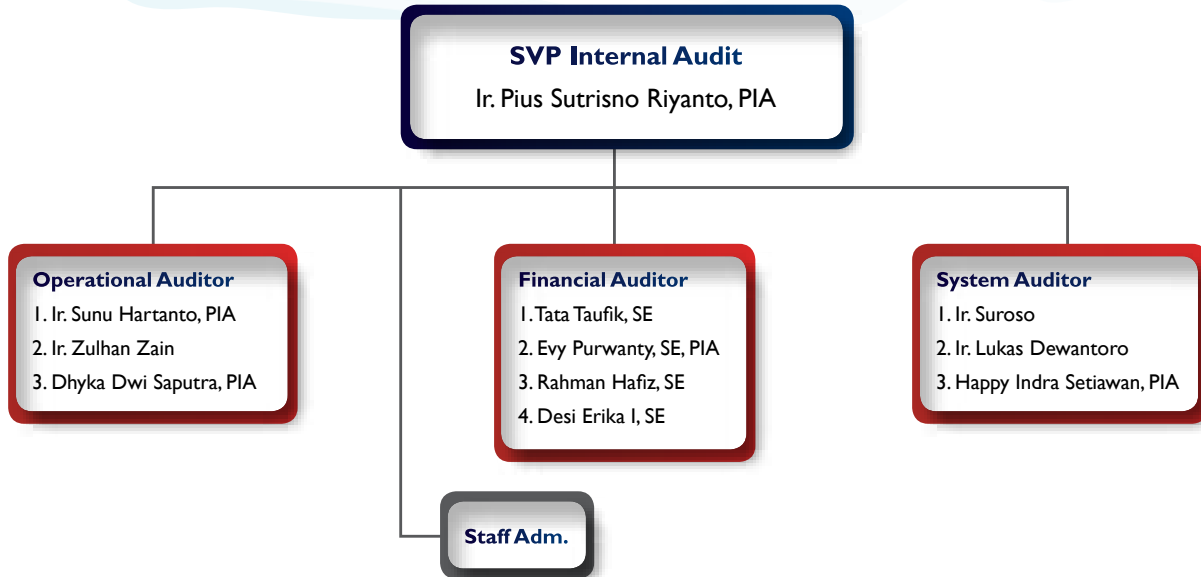 SVP Internal Audit
Ir. Pius Sutrisno Riyanto, PIA
Operational Auditor
1. Ir. Sunu Hartanto, PIA
2. Ir. Zulhan Zain
3. Dhyka Dwi Saputra, PIA
Financial Auditor
1. Tata Taufik, SE
2. Evy Purwanty, SE, PIA
3. Rahman Hafiz, SE
4. Desi Erika I, SE
System Auditor
1. Ir. Suroso
2. Ir. Lukas Dewantoro
3. Happy Indra Setiawan, PIA
Staff Adm.